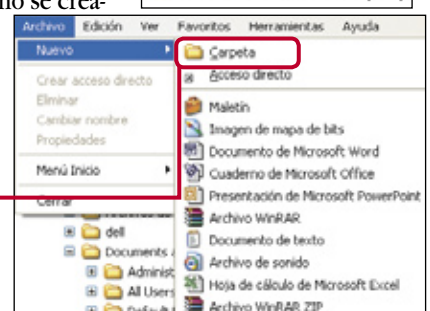 no se crea-
Archivo Edición Ver Favoritos Herramientas Ayuda
Nuevo
Crear acceso directo
Eliminar
Cambiar nombre
Propiedades
Menú Inicio
Cerrar
Carpeta
Acceso directo
Maletín
Imagen de mapa de bits
Documento de Microsoft Word
Cuaderno de Microsoft Office
Presentación de Microsoft PowerPoint
Archivo WinRAR
Documento de texto
Archivo de sonido
Hoja de cálculo de Microsoft Excel
Archivo WinRAR ZIP
dell
Documents
Administ
All Users